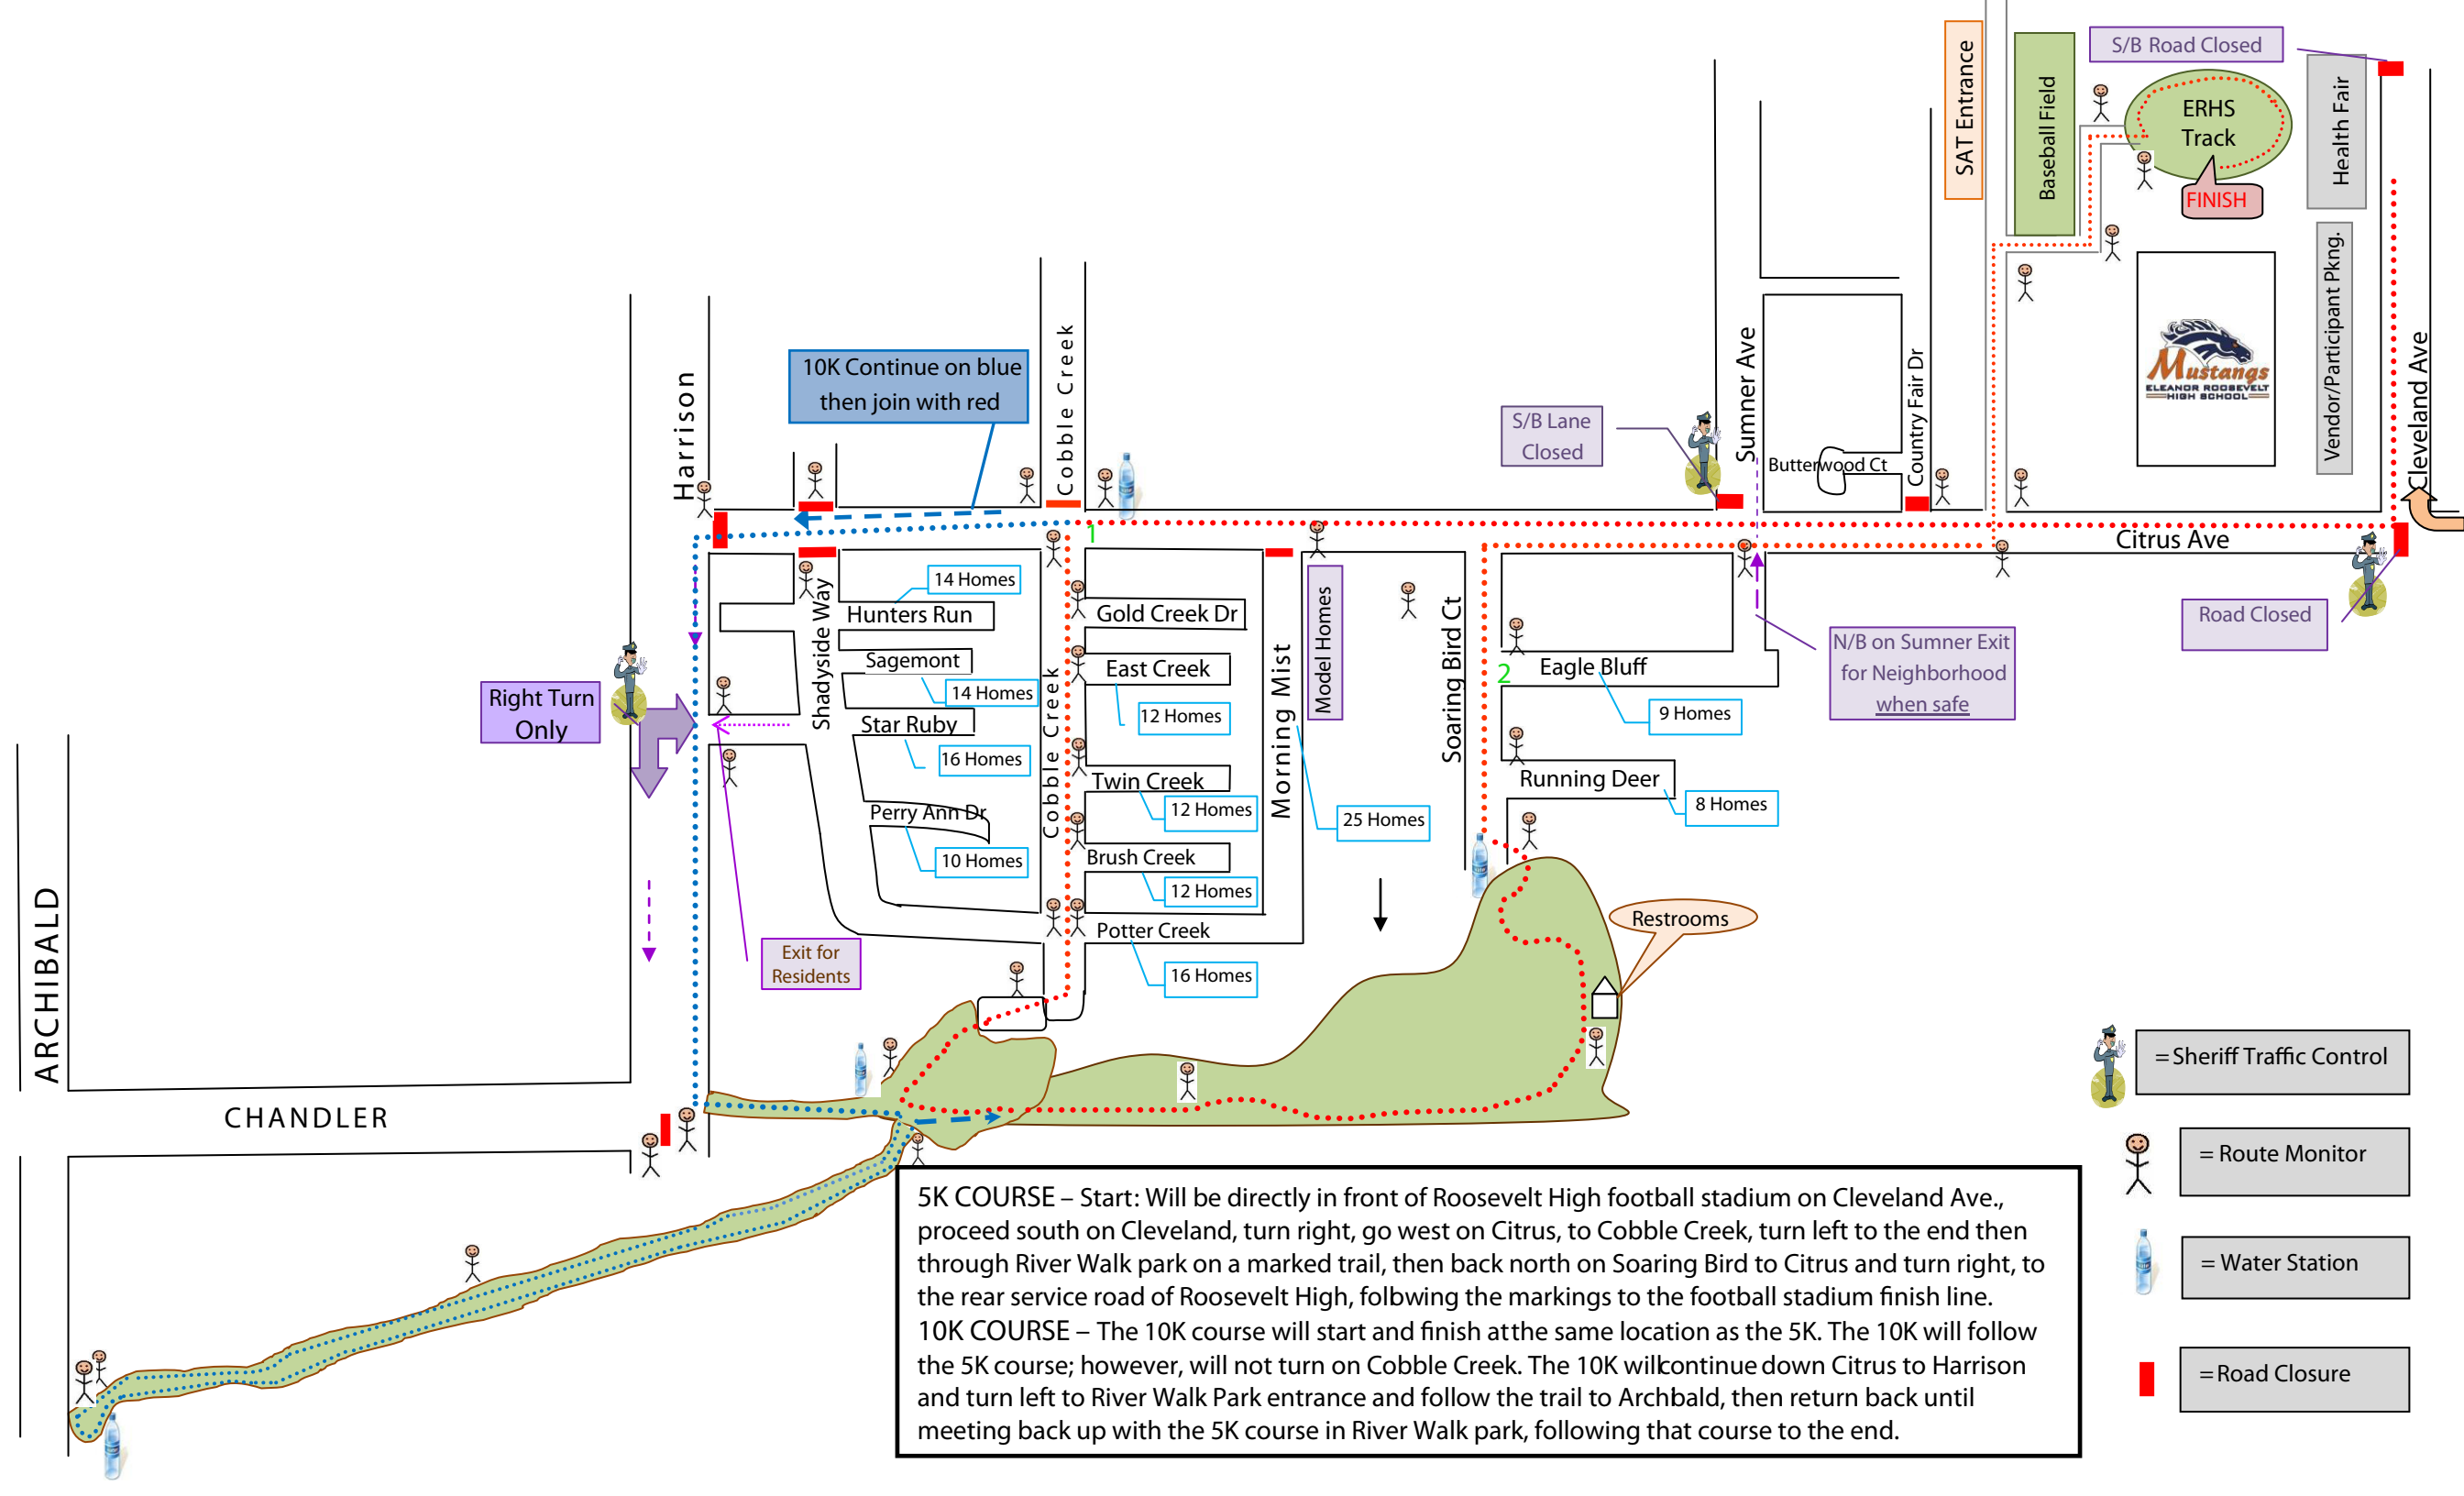 S/B Road Closed
SAT Entrance
Baseball Field
ERHS
Track
FINISH
Health Fair
Vendor/Participant Pkng.
Cleveland Ave
Mustangs
ELEANOR ROOSEVELT
HIGH SCHOOL
10K Continue on blue
then join with red
Harrison
Cobble Creek
S/B Lane
Closed
Sumner Ave
Butterwood Ct
Country Fair Dr
Citrus Ave
Road Closed
1
14 Homes
Hunters Run
Shadyside Way
Sagemont
14 Homes
Star Ruby
16 Homes
Perry Ann Dr
10 Homes
Cobble Creek
Gold Creek Dr
East Creek
12 Homes
Twin Creek
12 Homes
Brush Creek
12 Homes
Potter Creek
16 Homes
Morning Mist
Model Homes
25 Homes
Soaring Bird Ct
2
Eagle Bluff
9 Homes
Running Deer
8 Homes
N/B on Sumner Exit
for Neighborhood
when safe
Right Turn
Only
Exit for
Residents
Restrooms
ARCHIBALD
CHANDLER
= Sheriff Traffic Control
= Route Monitor
= Water Station
= Road Closure
5K COURSE – Start: Will be directly in front of Roosevelt High football stadium on Cleveland Ave.,
proceed south on Cleveland, turn right, go west on Citrus, to Cobble Creek, turn left to the end then
through River Walk park on a marked trail, then back north on Soaring Bird to Citrus and turn right, to
the rear service road of Roosevelt High, following the markings to the football stadium finish line.
10K COURSE – The 10K course will start and finish at the same location as the 5K. The 10K will follow
the 5K course; however, will not turn on Cobble Creek. The 10K will continue down Citrus to Harrison
and turn left to River Walk Park entrance and follow the trail to Archibald, then return back until
meeting back up with the 5K course in River Walk park, following that course to the end.